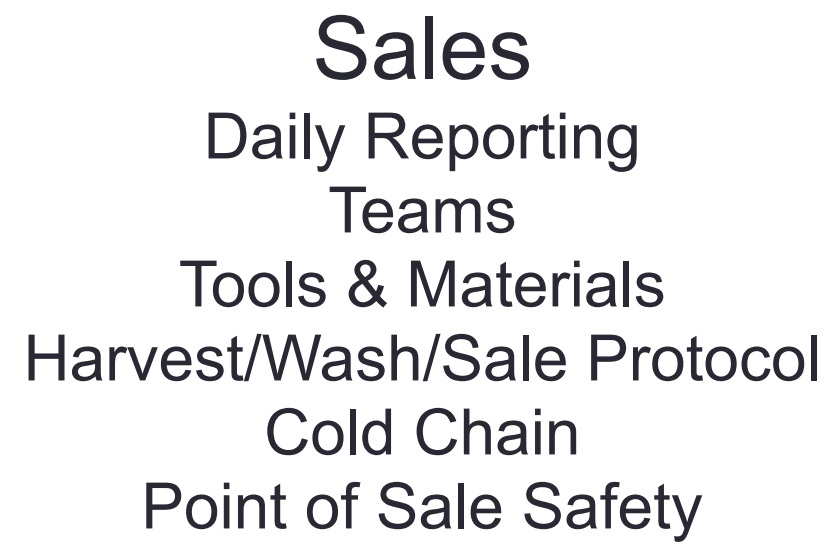 Sales
Daily Reporting
Teams
Tools & Materials
Harvest/Wash/Sale Protocol
Cold Chain
Point of Sale Safety